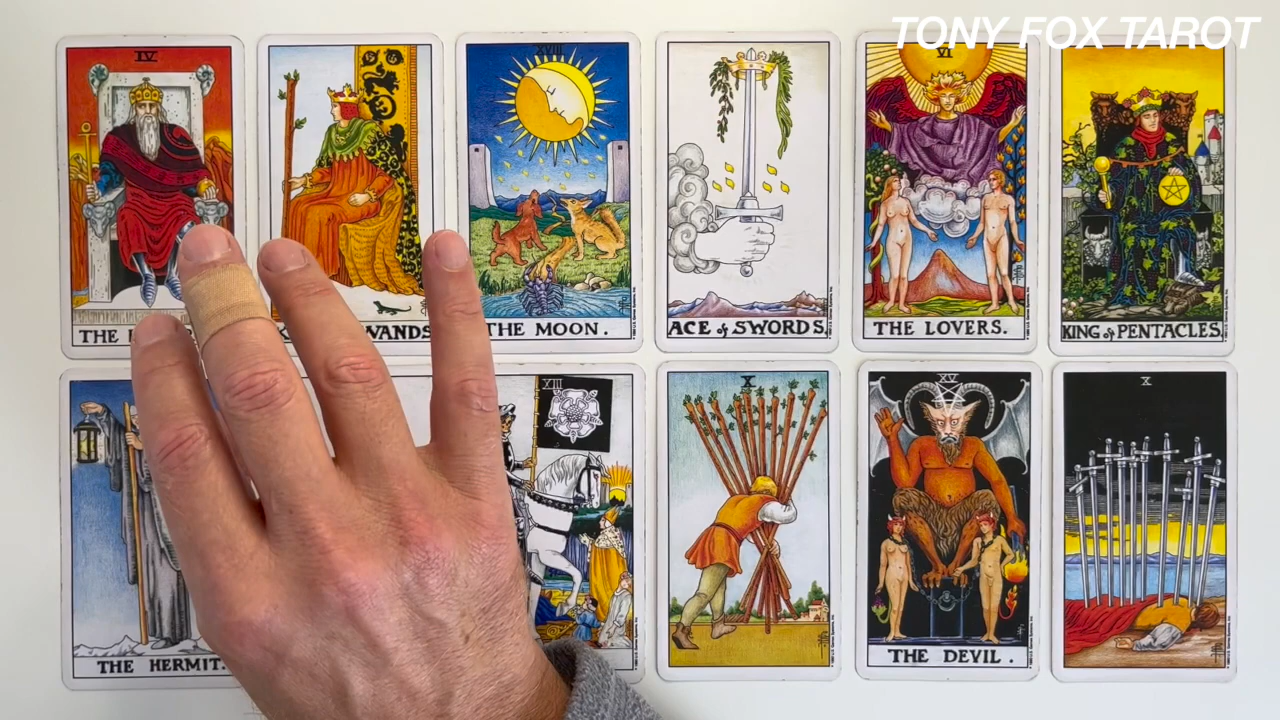 TONY FOX TAROT
IV
XVIII
VI
THE
WANDS
THE MOON.
ACE of SWORDS
THE LOVERS.
KING of PENTACLES
XIII
X
XV
X
THE HERMIT.
THE DEVIL.